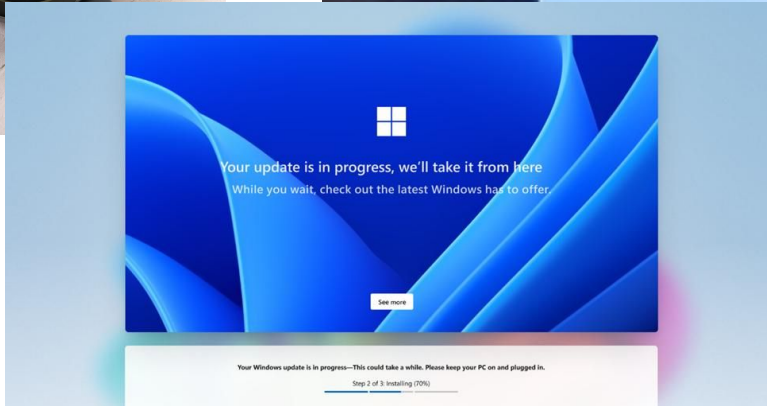 Your update is in progress, we'll take it from here
While you wait, check out the latest Windows has to offer.
See more
Your Windows update is in progress—This could take a while. Please keep your PC on and plugged in.
Step 2 of 3: Installing (70%)